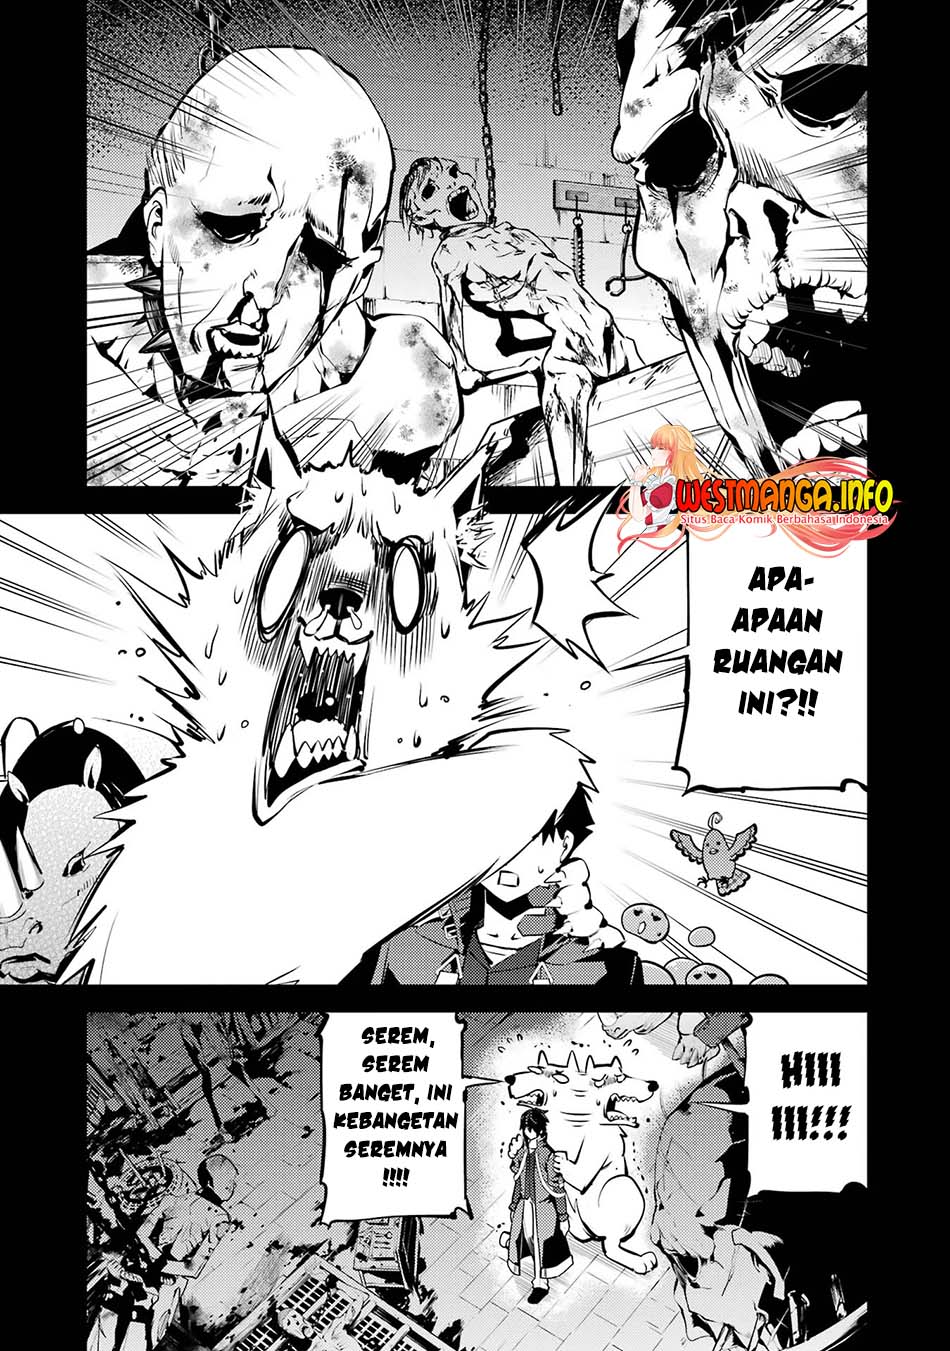 WESTMANGA.INFO
Situs Baca Komik Berbahasa Indonesia
APA-
APAAN
RUANGAN
INI?!!
HIII
III!!!
SEREM,
SEREM
BANGET, INI
KEBANGETAN
SEREMNYA
!!!!